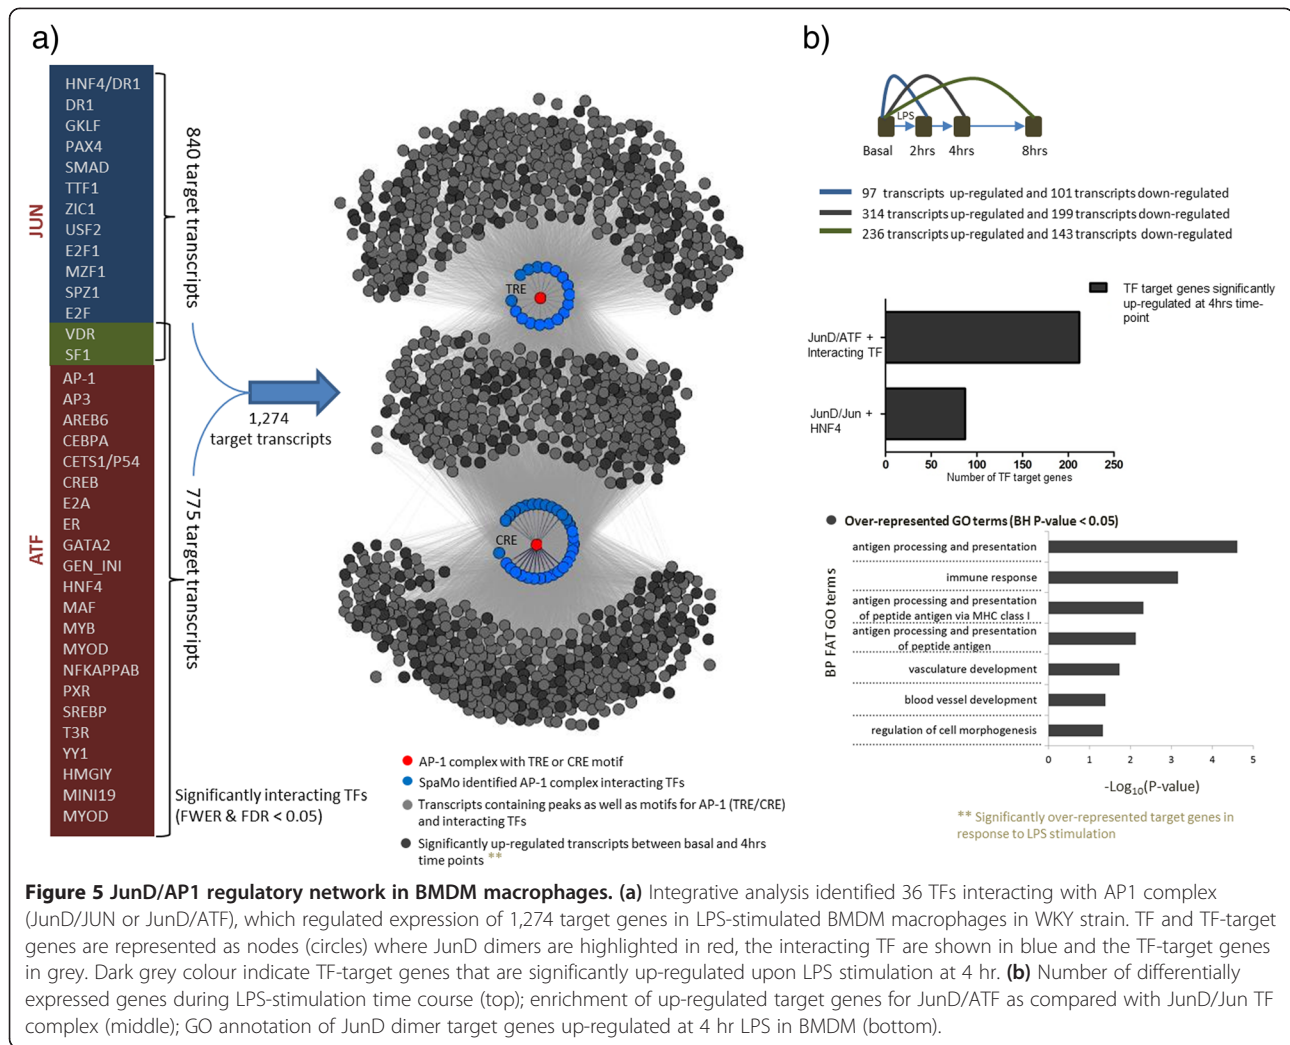 a)
JUN
HNF4/DR1
DR1
GKLF
PAX4
SMAD
TTF1
ZIC1
USF2
E2F1
MZF1
SPZ1
E2F
VDR
SF1
ATF
AP-1
AP3
AREB6
CEBPA
CETS1/P54
CREB
E2A
ER
GATA2
GEN_INI
HNF4
MAF
MYB
MYOD
NFKAPPAB
PXR
SREBP
T3R
YY1
HMGIY
MINI19
MYOD
840 target transcripts
775 target transcripts
1,274
target transcripts
Significantly interacting TFs
(FWER & FDR < 0.05)
TRE
CRE
AP-1 complex with TRE or CRE motif
SpaMo identified AP-1 complex interacting TFs
Transcripts containing peaks as well as motifs for AP-1 (TRE/CRE)
and interacting TFs
Significantly up-regulated transcripts between basal and 4hrs
time points **
b)
LPS
Basal 2hrs 4hrs 8hrs
97 transcripts up-regulated and 101 transcripts down-regulated
314 transcripts up-regulated and 199 transcripts down-regulated
236 transcripts up-regulated and 143 transcripts down-regulated
TF target genes significantly
up-regulated at 4hrs time-
point
JunD/ATF +
Interacting TF
JunD/Jun +
HNF4
0 50 100 150 200 250
Number of TF target genes
Over-represented GO terms (BH P-value < 0.05)
BP FAT GO terms
antigen processing and presentation
immune response
antigen processing and presentation
of peptide antigen via MHC class I
antigen processing and presentation
of peptide antigen
vasculature development
blood vessel development
regulation of cell morphogenesis
0 1 2 3 4 5
-Log10(P-value)
** Significantly over-represented target genes in
response to LPS stimulation
Figure 5 JunD/AP1 regulatory network in BMDM macrophages. (a) Integrative analysis identified 36 TFs interacting with AP1 complex
(JunD/JUN or JunD/ATF), which regulated expression of 1,274 target genes in LPS-stimulated BMDM macrophages in WKY strain. TF and TF-target
genes are represented as nodes (circles) where JunD dimers are highlighted in red, the interacting TF are shown in blue and the TF-target genes
in grey. Dark grey colour indicate TF-target genes that are significantly up-regulated upon LPS stimulation at 4 hr. (b) Number of differentially
expressed genes during LPS-stimulation time course (top); enrichment of up-regulated target genes for JunD/ATF as compared with JunD/Jun TF
complex (middle); GO annotation of JunD dimer target genes up-regulated at 4 hr LPS in BMDM (bottom).